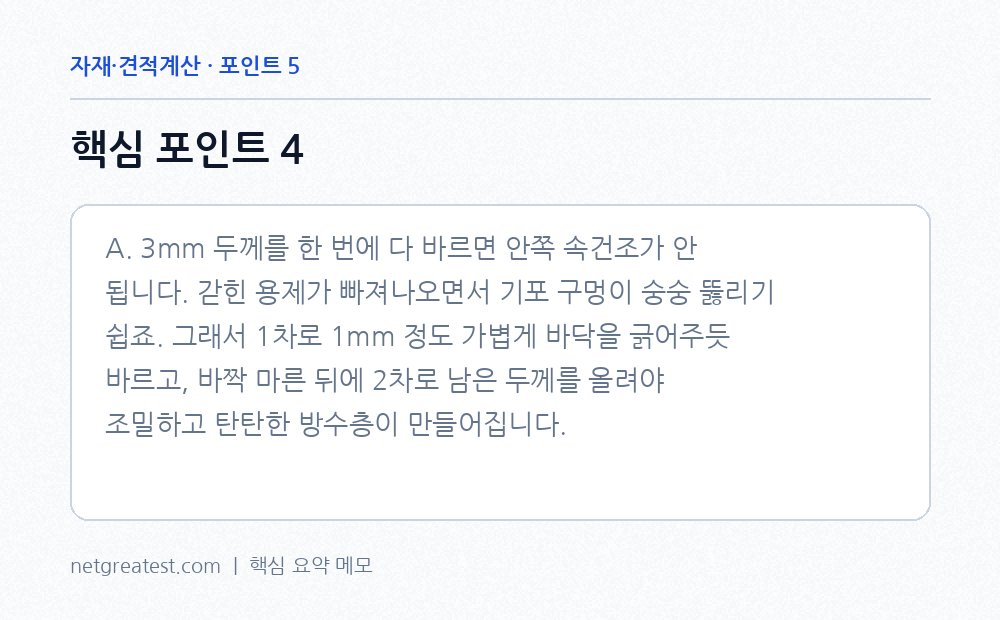 자재·견적계산 · 포인트 5
핵심 포인트 4
A. 3mm 두께를 한 번에 다 바르면 안쪽 속건조가 안
됩니다. 갇힌 용제가 빠져나오면서 기포 구멍이 숭숭 뚫리기
쉽죠. 그래서 1차로 1mm 정도 가볍게 바닥을 긁어주듯
바르고, 바짝 마른 뒤에 2차로 남은 두께를 올려야
조밀하고 탄탄한 방수층이 만들어집니다.
netgreatest.com | 핵심 요약 메모